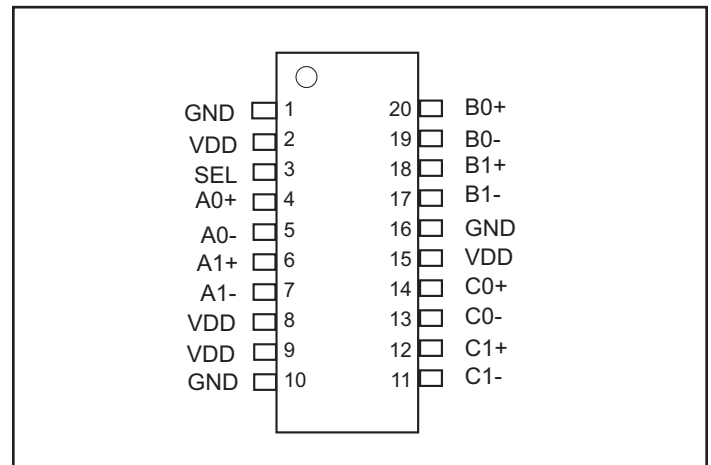 GND 1 20 B0+
VDD 2 19 B0-
SEL 3 18 B1+
A0+ 4 17 B1-
A0- 5 16 GND
A1+ 6 15 VDD
A1- 7 14 C0+
VDD 8 13 C0-
VDD 9 12 C1+
GND 10 11 C1-